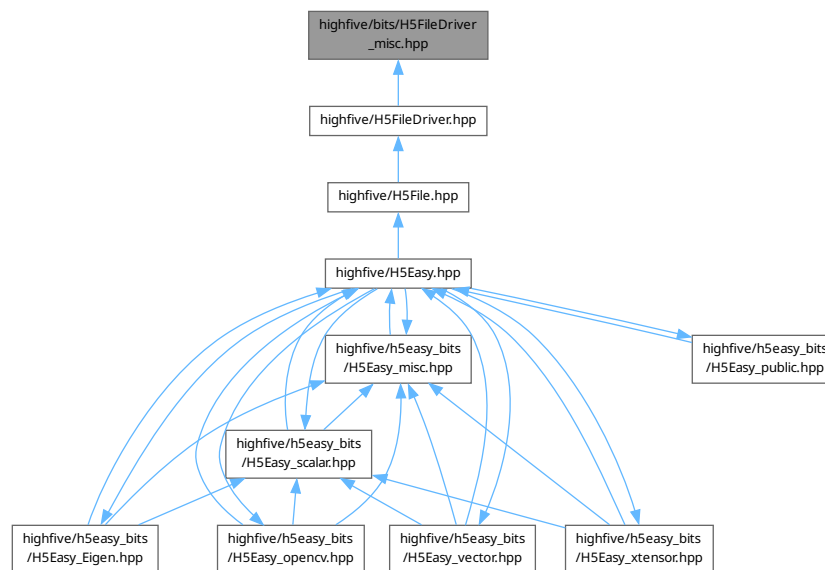 highfive/bits/H5FileDriver
_misc.hpp
highfive/H5FileDriver.hpp
highfive/H5File.hpp
highfive/H5Easy.hpp
highfive/h5easy_bits
/H5Easy_misc.hpp
highfive/h5easy_bits
/H5Easy_public.hpp
highfive/h5easy_bits
/H5Easy_scalar.hpp
highfive/h5easy_bits
/H5Easy_Eigen.hpp
highfive/h5easy_bits
/H5Easy_opencv.hpp
highfive/h5easy_bits
/H5Easy_vector.hpp
highfive/h5easy_bits
/H5Easy_xtensor.hpp